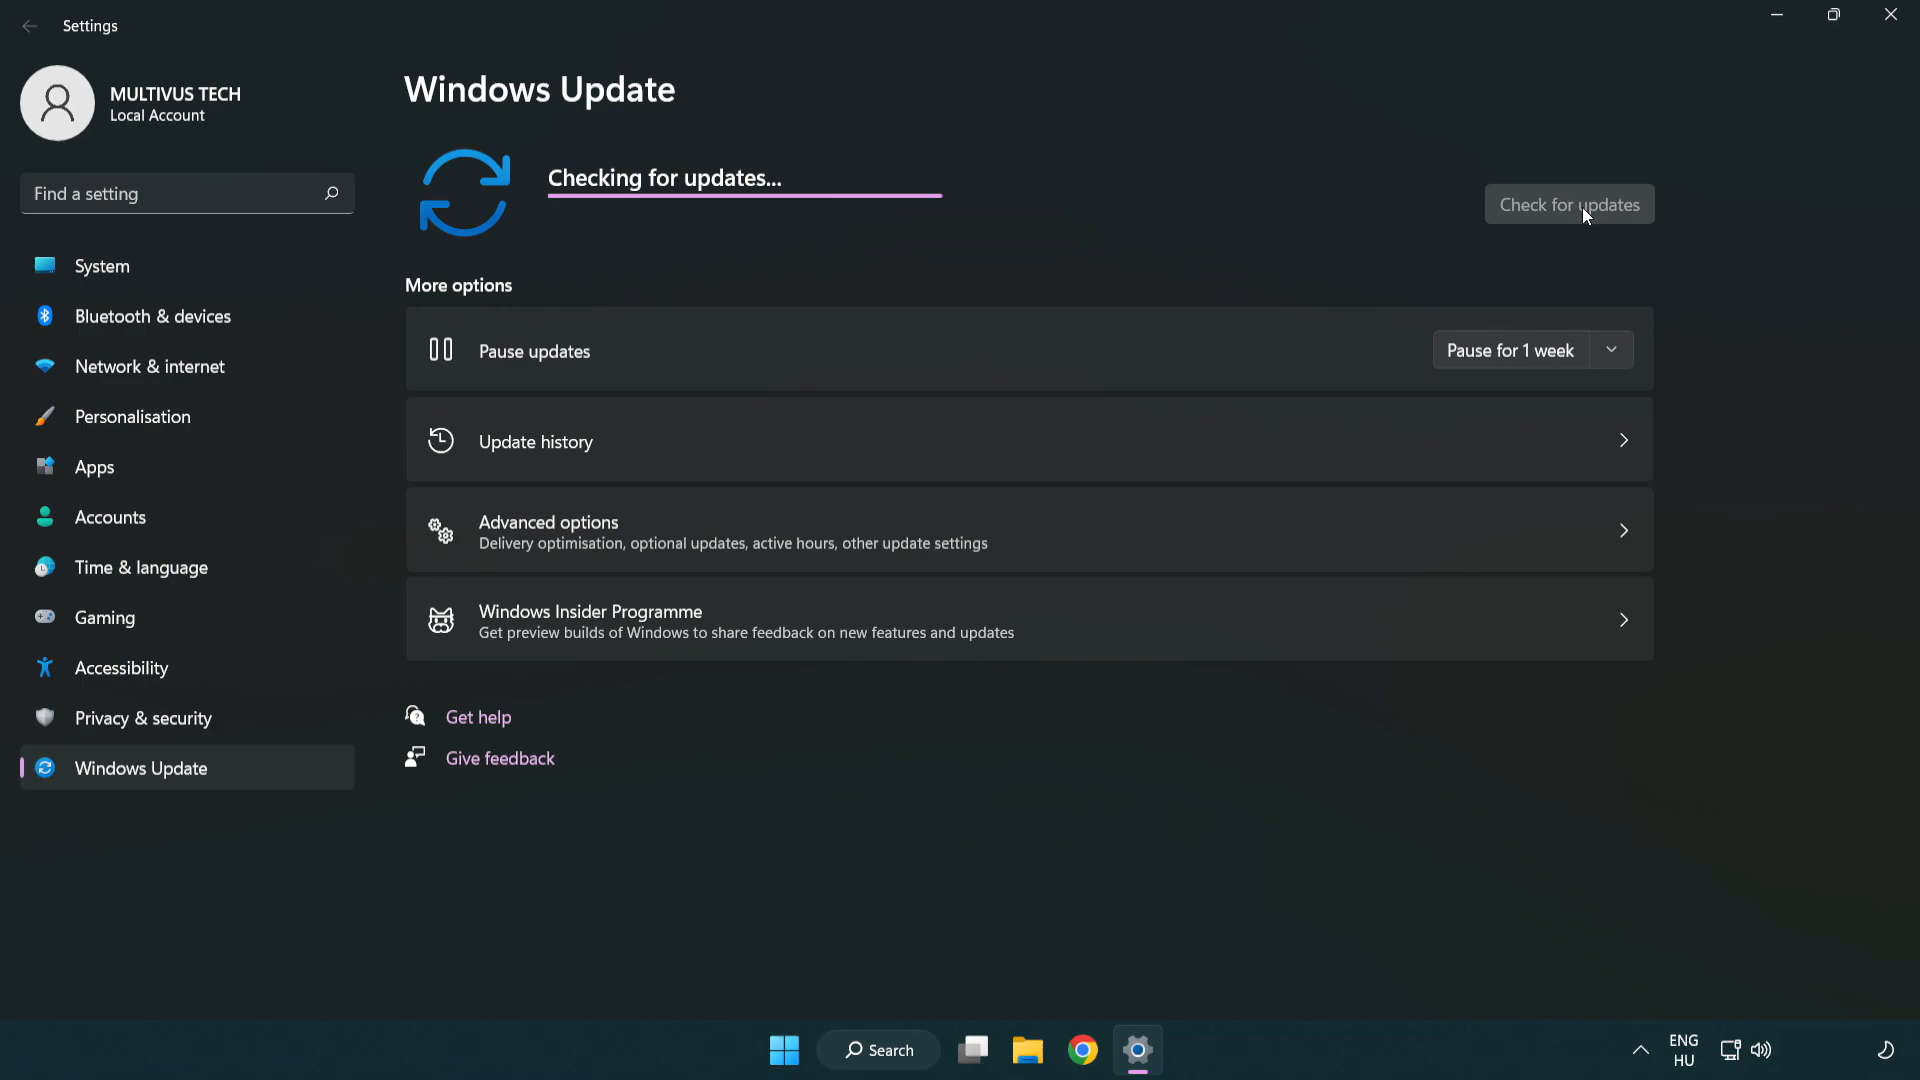 Settings
MULTIVUS TECH
Local Account
Find a setting
System
Bluetooth & devices
Network & internet
Personalisation
Apps
Accounts
Time & language
Gaming
Accessibility
Privacy & security
Windows Update
Windows Update
Checking for updates...
Check for updates
More options
Pause updates
Pause for 1 week
Update history
Advanced options
Delivery optimisation, optional updates, active hours, other update settings
Windows Insider Programme
Get preview builds of Windows to share feedback on new features and updates
Get help
Give feedback
Search
ENG
HU